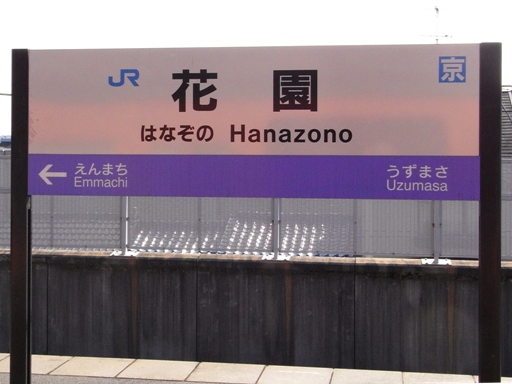 JR 花園 京
はなぞの Hanazono
← えんまち うずまさ
Emmachi Uzumasa